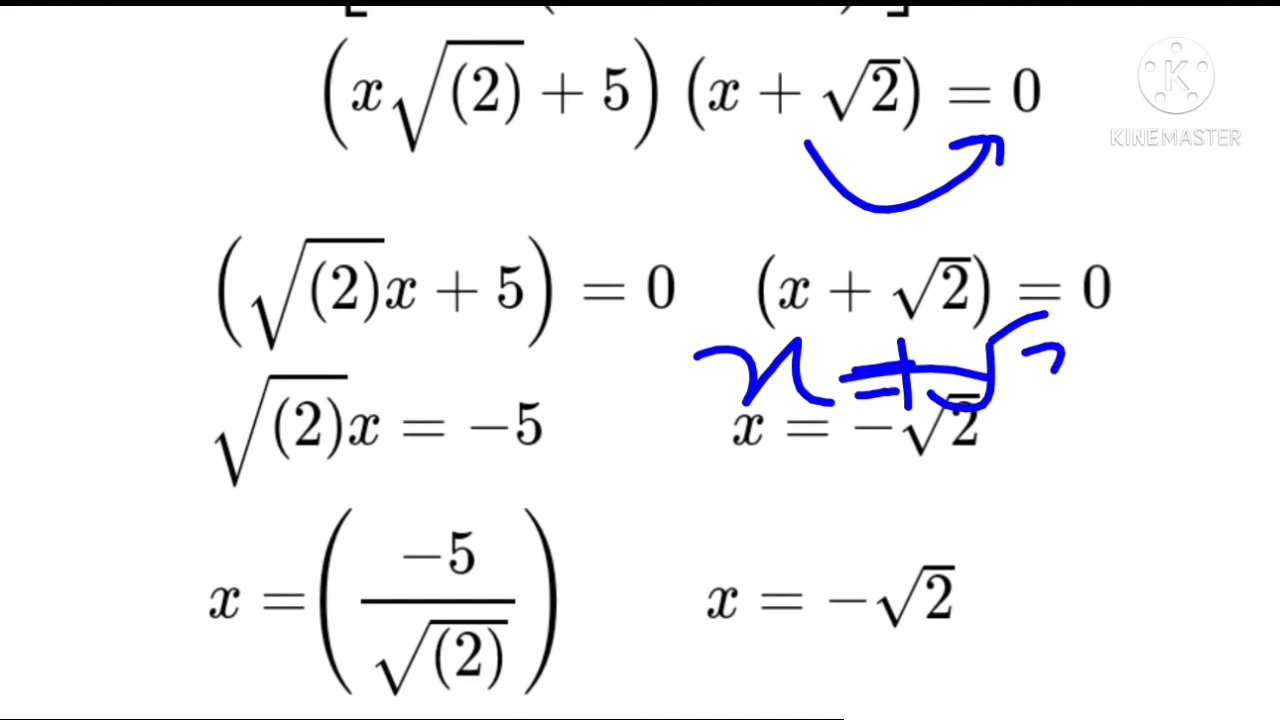 (x√(2) + 5) (x + √2) = 0
KINEMASTER
(√(2)x + 5) = 0 (x + √2) = 0
√(2)x = −5 x = −√2
x = (−5/√(2)) x = −√2